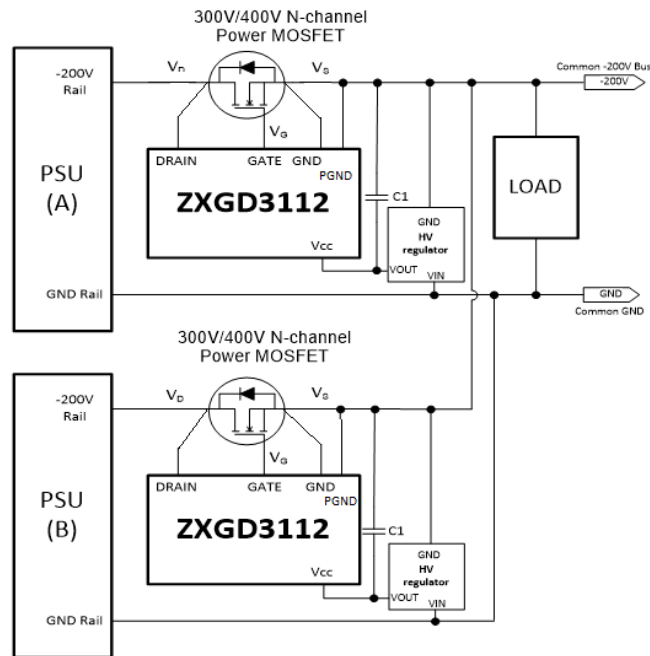 300V/400V N-channel
Power MOSFET
-200V
Rail
VD
VS
Common -200V Bus
-200V
VG
DRAIN GATE GND
PGND
PSU
(A)
ZXGD3112
C1
LOAD
GND
HV
regulator
Vcc
VOUT
VIN
GND Rail
GND
Common GND
300V/400V N-channel
Power MOSFET
-200V
Rail
VD
VS
VG
DRAIN GATE GND
PGND
PSU
(B)
ZXGD3112
C1
GND
HV
regulator
Vcc
VOUT
VIN
GND Rail